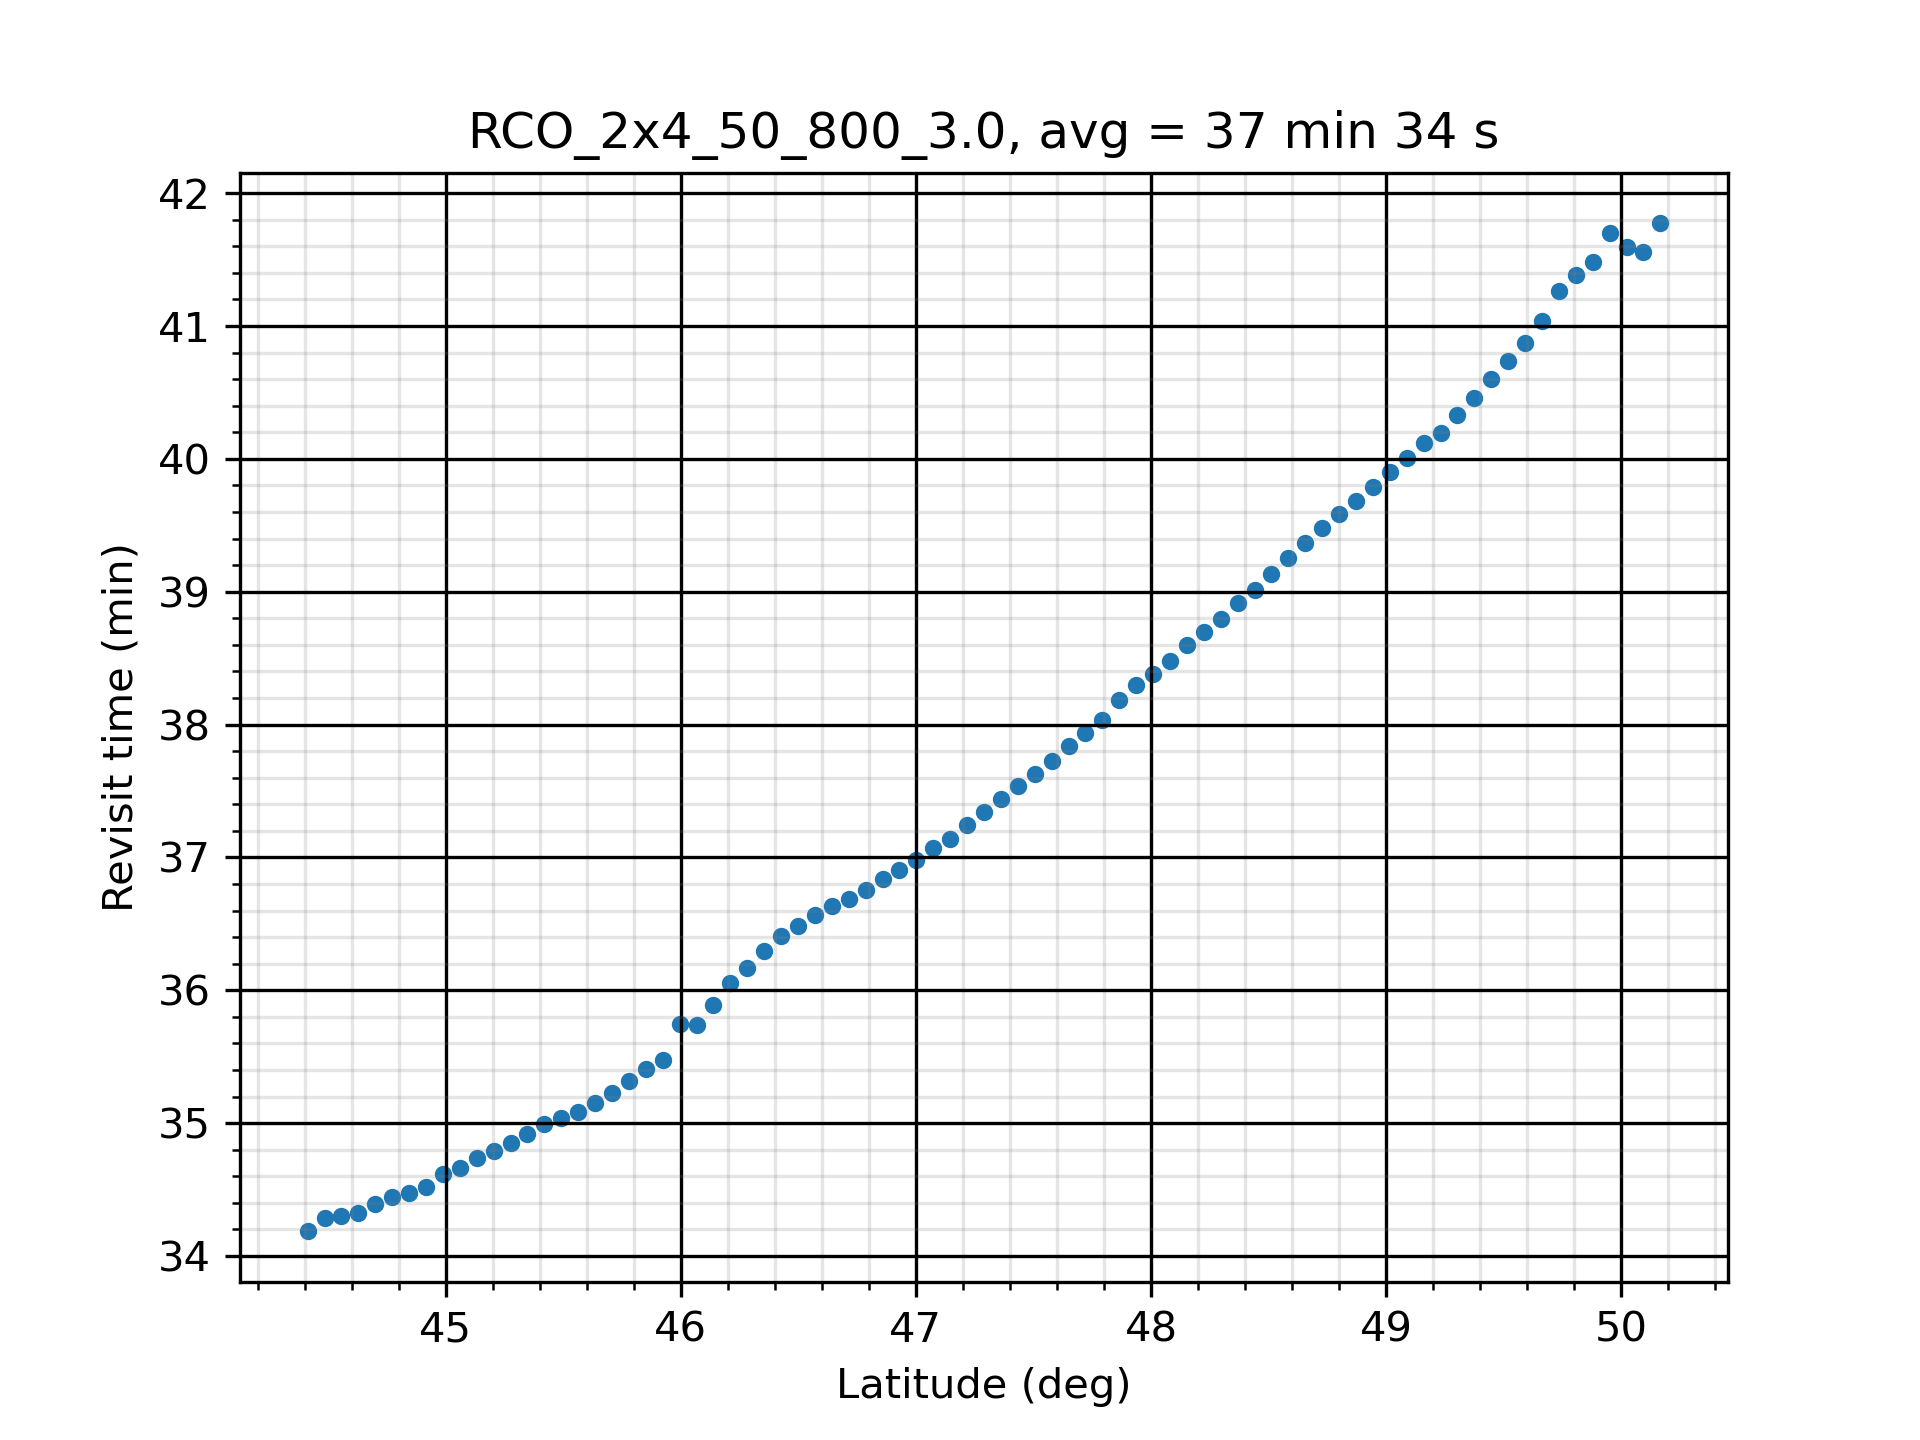 RCO_2x4_50_800_3.0, avg = 37 min 34 s
42
41
40
39
38
37
36
35
34
Revisit time (min)
45 46 47 48 49 50
Latitude (deg)